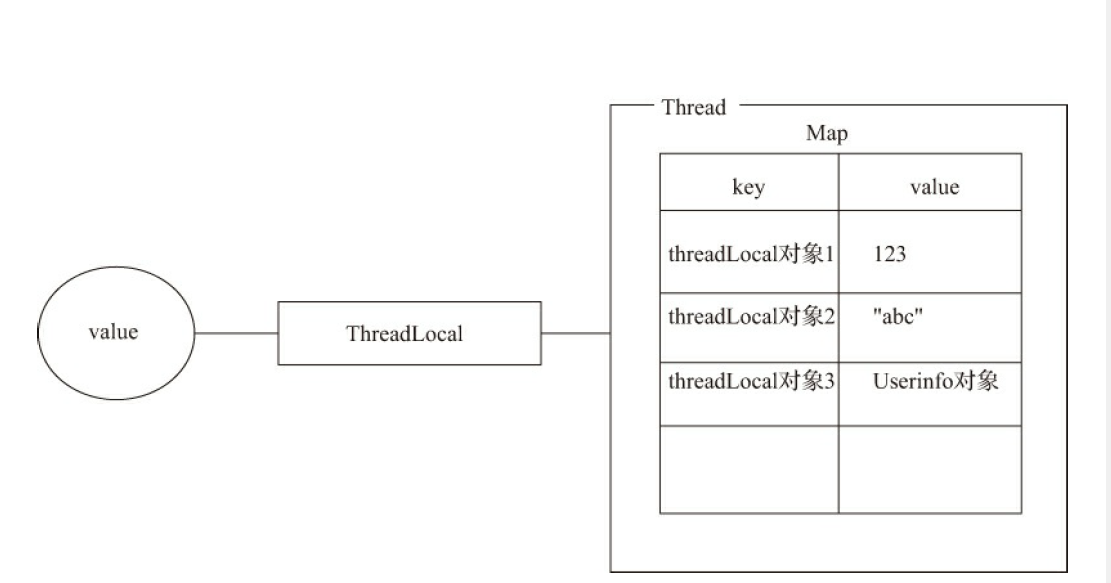 Thread
Map
key value
threadLocal对象1 123
threadLocal对象2 "abc"
threadLocal对象3 Userinfo对象
value
ThreadLocal